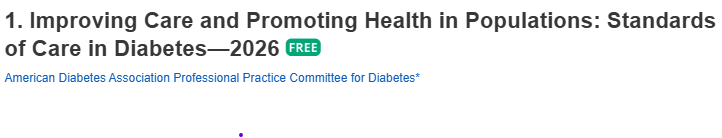 1. Improving Care and Promoting Health in Populations: Standards
of Care in Diabetes—2026 FREE
American Diabetes Association Professional Practice Committee for Diabetes*